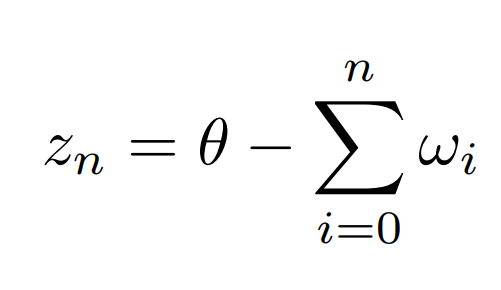 z_n = θ − ∑_{i=0}^{n} ω_i